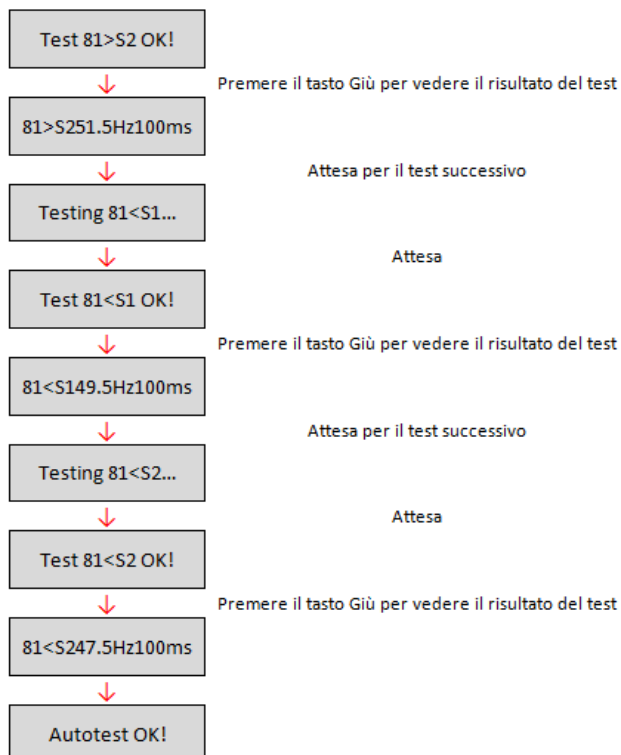 Test 81>S2 OK!
Premere il tasto Giù per vedere il risultato del test
81>S251.5Hz100ms
Attesa per il test successivo
Testing 81<S1...
Attesa
Test 81<S1 OK!
Premere il tasto Giù per vedere il risultato del test
81<S149.5Hz100ms
Attesa per il test successivo
Testing 81<S2...
Attesa
Test 81<S2 OK!
Premere il tasto Giù per vedere il risultato del test
81<S247.5Hz100ms
Autotest OK!